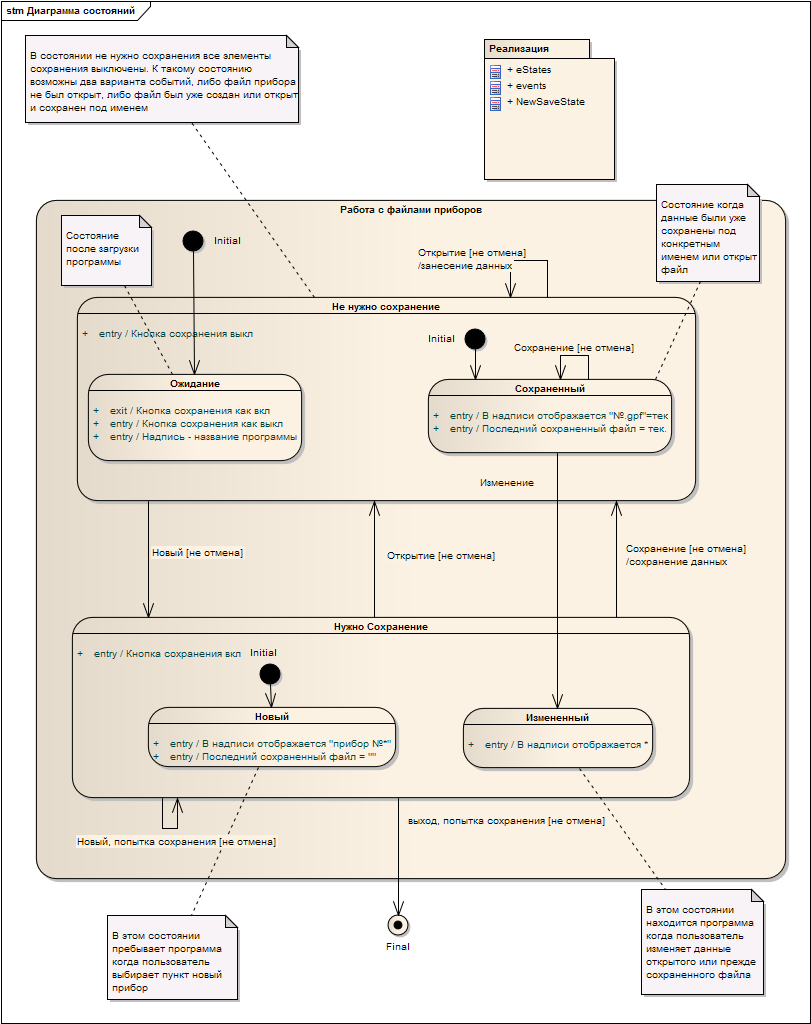 stm Диаграмма состояний
В состоянии не нужно сохранения все элементы
сохранения выключены. К такому состоянию
возможны два варианта событий, либо файл прибора
не был открыт, либо файл был уже создан или открыт
и сохранен под именем
Реализация
+ eStates
+ events
+ NewSaveState
Работа с файлами приборов
Состояние когда
данные были уже
сохранены под
конкретным
именем или открыт
файл
Состояние
после загрузки
программы
Initial
Открытие [не отмена]
/занесение данных
Не нужно сохранение
+ entry / Кнопка сохранения выкл
Initial
Сохранение [не отмена]
Ожидание
+ exit / Кнопка сохранения как вкл
+ entry / Кнопка сохранения как выкл
+ entry / Надпись - название программы
Сохраненный
+ entry / В надписи отображается "№.gpf"=тек
+ entry / Последний сохраненный файл = тек.
Изменение
Новый [не отмена]
Открытие [не отмена]
Сохранение [не отмена]
/сохранение данных
Нужно Сохранение
+ entry / Кнопка сохранения вкл
Initial
Новый
+ entry / В надписи отображается "прибор №*"
+ entry / Последний сохраненный файл = ""
Измененный
+ entry / В надписи отображается *
Новый, попытка сохранения [не отмена]
выход, попытка сохранения [не отмена]
Final
В этом состоянии
пребывает программа
когда пользователь
выбирает пункт новый
прибор
В этом состоянии
находится программа
когда пользователь
изменяет данные
открытого или прежде
сохраненного файла